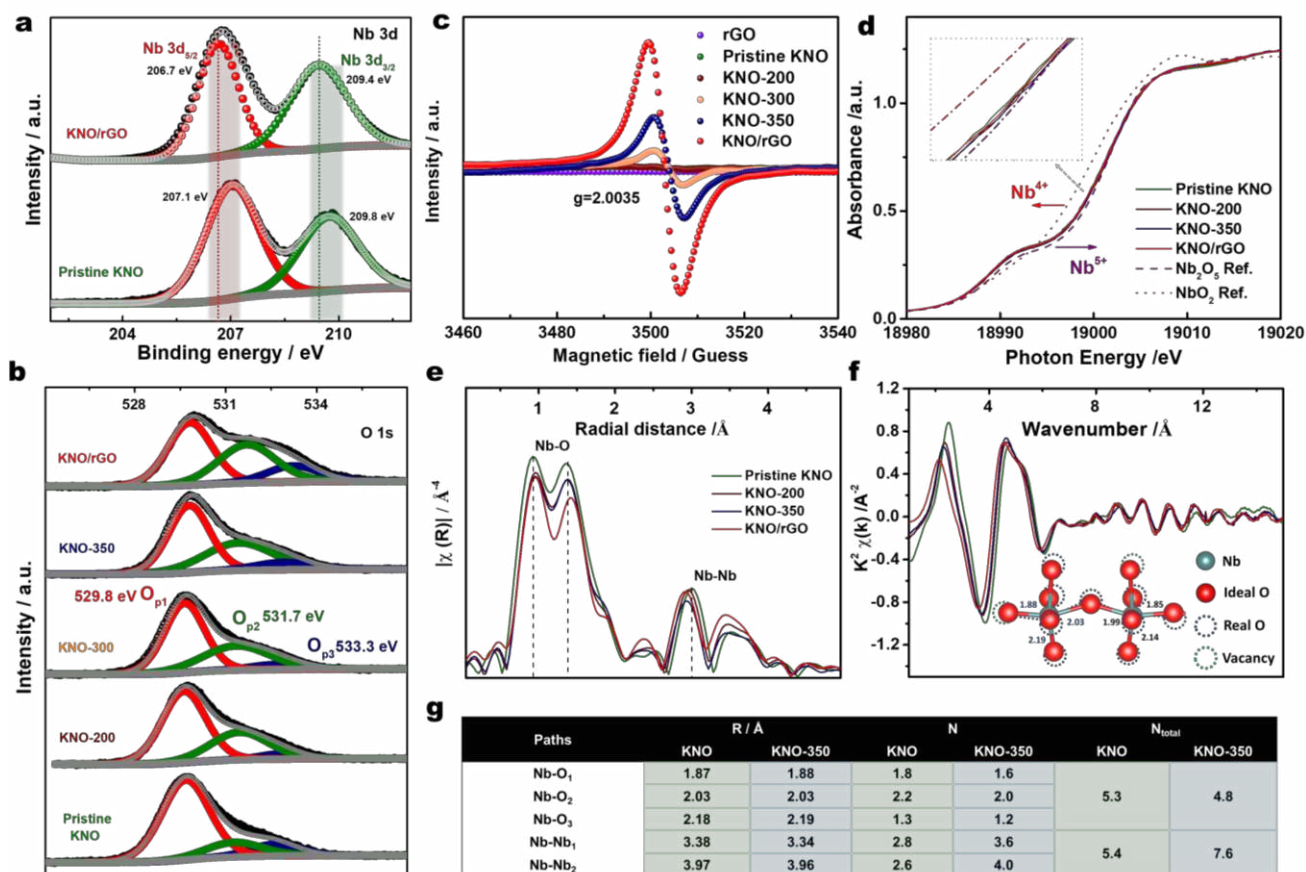 a
Nb 3d
Nb 3d5/2
206.7 eV
Nb 3d3/2
209.4 eV
KNO/rGO
207.1 eV
209.8 eV
Pristine KNO
Intensity / a.u.
204 207 210
Binding energy / eV
b
528 531 534
O 1s
KNO/rGO
KNO-350
529.8 eV Op1
Op2 531.7 eV
KNO-300
Op3 533.3 eV
KNO-200
Pristine
KNO
Intensity / a.u.
c
rGO
Pristine KNO
KNO-200
KNO-300
KNO-350
KNO/rGO
g=2.0035
Intensity / a.u.
3460 3480 3500 3520 3540
Magnetic field / Guess
d
Absorbance /a.u.
1.0
0.5
0.0
Nb4+
Nb5+
Pristine KNO
KNO-200
KNO-350
KNO/rGO
Nb2O5 Ref.
NbO2 Ref.
18980 18990 19000 19010 19020
Photon Energy /eV
e
1 2 3 4
Radial distance /Å
Nb-O
Pristine KNO
KNO-200
KNO-350
KNO/rGO
Nb-Nb
|χ (R)| / Å-4
f
1.2
0.8
0.4
0.0
-0.4
-0.8
-1.2
4 8 12
Wavenumber /Å
K2 χ(k) /A-2
Nb
Ideal O
Real O
Vacancy
1.88
2.03
2.19
1.85
1.99
2.14
g
Paths R / Å N Ntotal
KNO KNO-350 KNO KNO-350 KNO KNO-350
Nb-O1 1.87 1.88 1.8 1.6
Nb-O2 2.03 2.03 2.2 2.0 5.3 4.8
Nb-O3 2.18 2.19 1.3 1.2
Nb-Nb1 3.38 3.34 2.8 3.6 5.4 7.6
Nb-Nb2 3.97 3.96 2.6 4.0